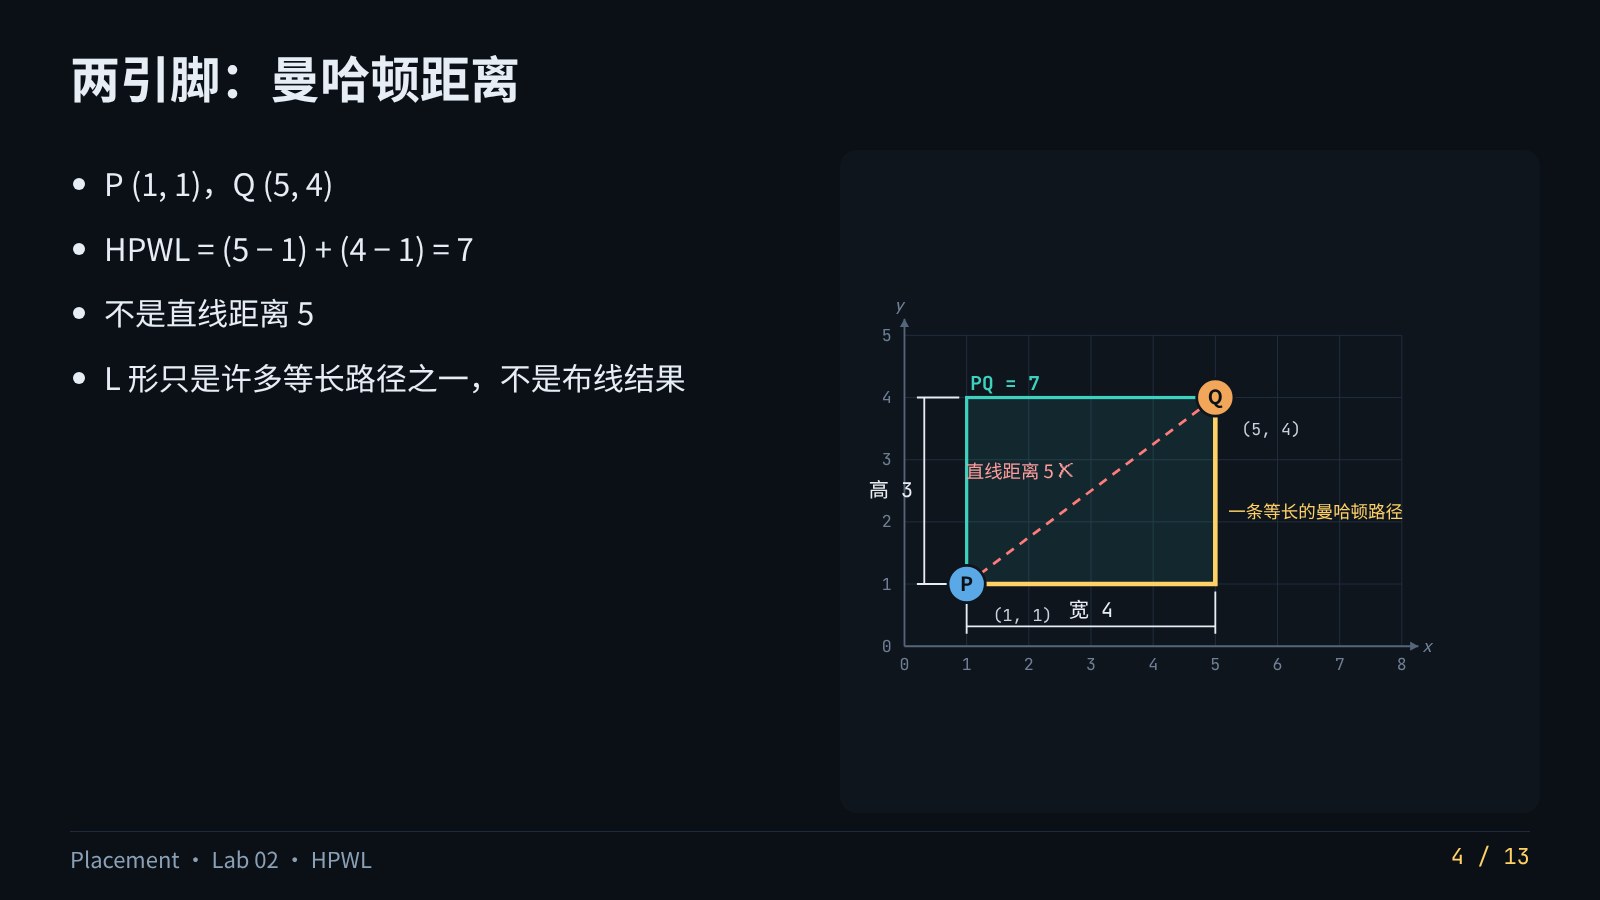 两引脚：曼哈顿距离
P (1, 1)，Q (5, 4)
HPWL = (5 − 1) + (4 − 1) = 7
不是直线距离 5
L 形只是许多等长路径之一，不是布线结果
y
5
PQ = 7
4
Q
(5, 4)
3
直线距离 5 ✗
高 3
一条等长的曼哈顿路径
2
1
P
(1, 1)
宽 4
0
x
0 1 2 3 4 5 6 7 8
Placement • Lab 02 • HPWL
4 / 13